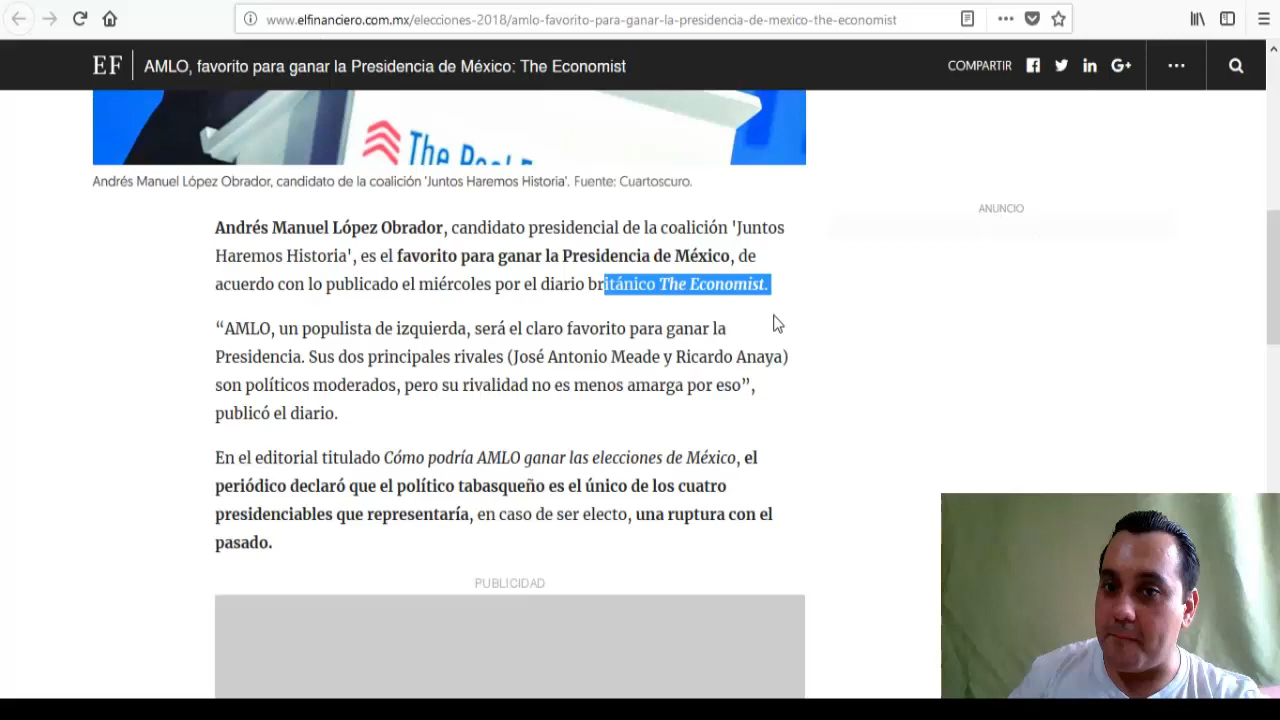 www.elfinanciero.com.mx/elecciones-2018/amlo-favorito-para-ganar-la-presidencia-de-mexico-the-economist
EF AMLO, favorito para ganar la Presidencia de México: The Economist COMPARTIR
The
Andrés Manuel López Obrador, candidato de la coalición 'Juntos Haremos Historia'. Fuente: Cuartoscuro.
ANUNCIO
Andrés Manuel López Obrador, candidato presidencial de la coalición 'Juntos
Haremos Historia', es el favorito para ganar la Presidencia de México, de
acuerdo con lo publicado el miércoles por el diario británico The Economist.
“AMLO, un populista de izquierda, será el claro favorito para ganar la
Presidencia. Sus dos principales rivales (José Antonio Meade y Ricardo Anaya)
son políticos moderados, pero su rivalidad no es menos amarga por eso”,
publicó el diario.
En el editorial titulado Cómo podría AMLO ganar las elecciones de México, el
periódico declaró que el político tabasqueño es el único de los cuatro
presidenciables que representaría, en caso de ser electo, una ruptura con el
pasado.
PUBLICIDAD